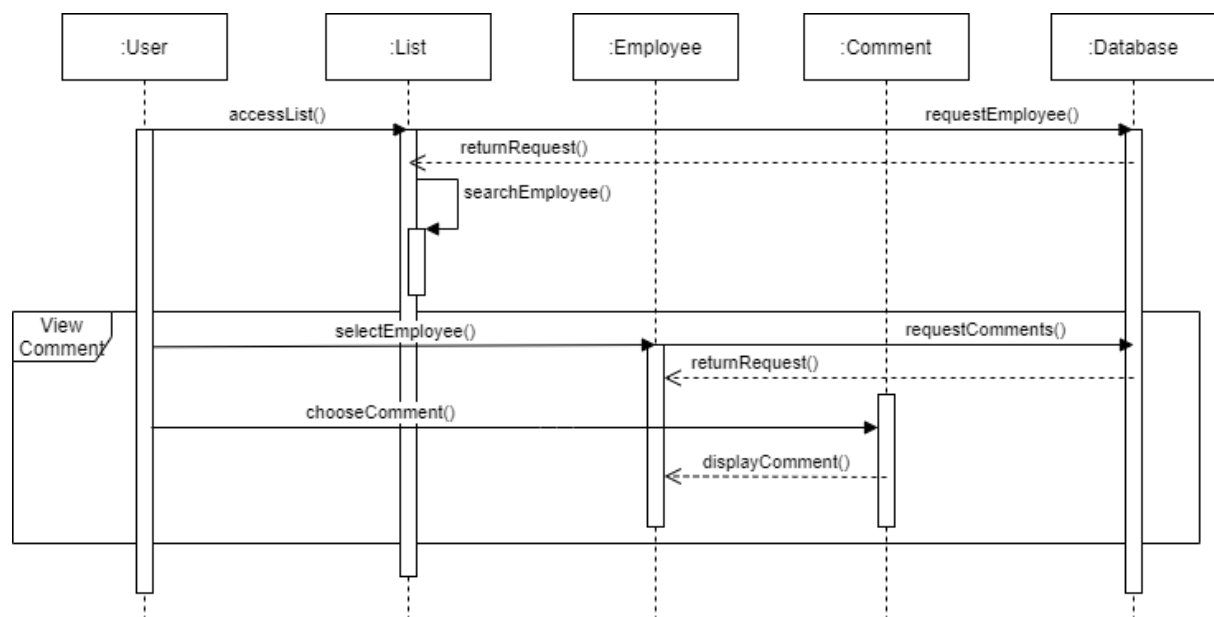 :User
:List
:Employee
:Comment
:Database
accessList()
requestEmployee()
returnRequest()
searchEmployee()
View
Comment
selectEmployee()
requestComments()
returnRequest()
chooseComment()
displayComment()